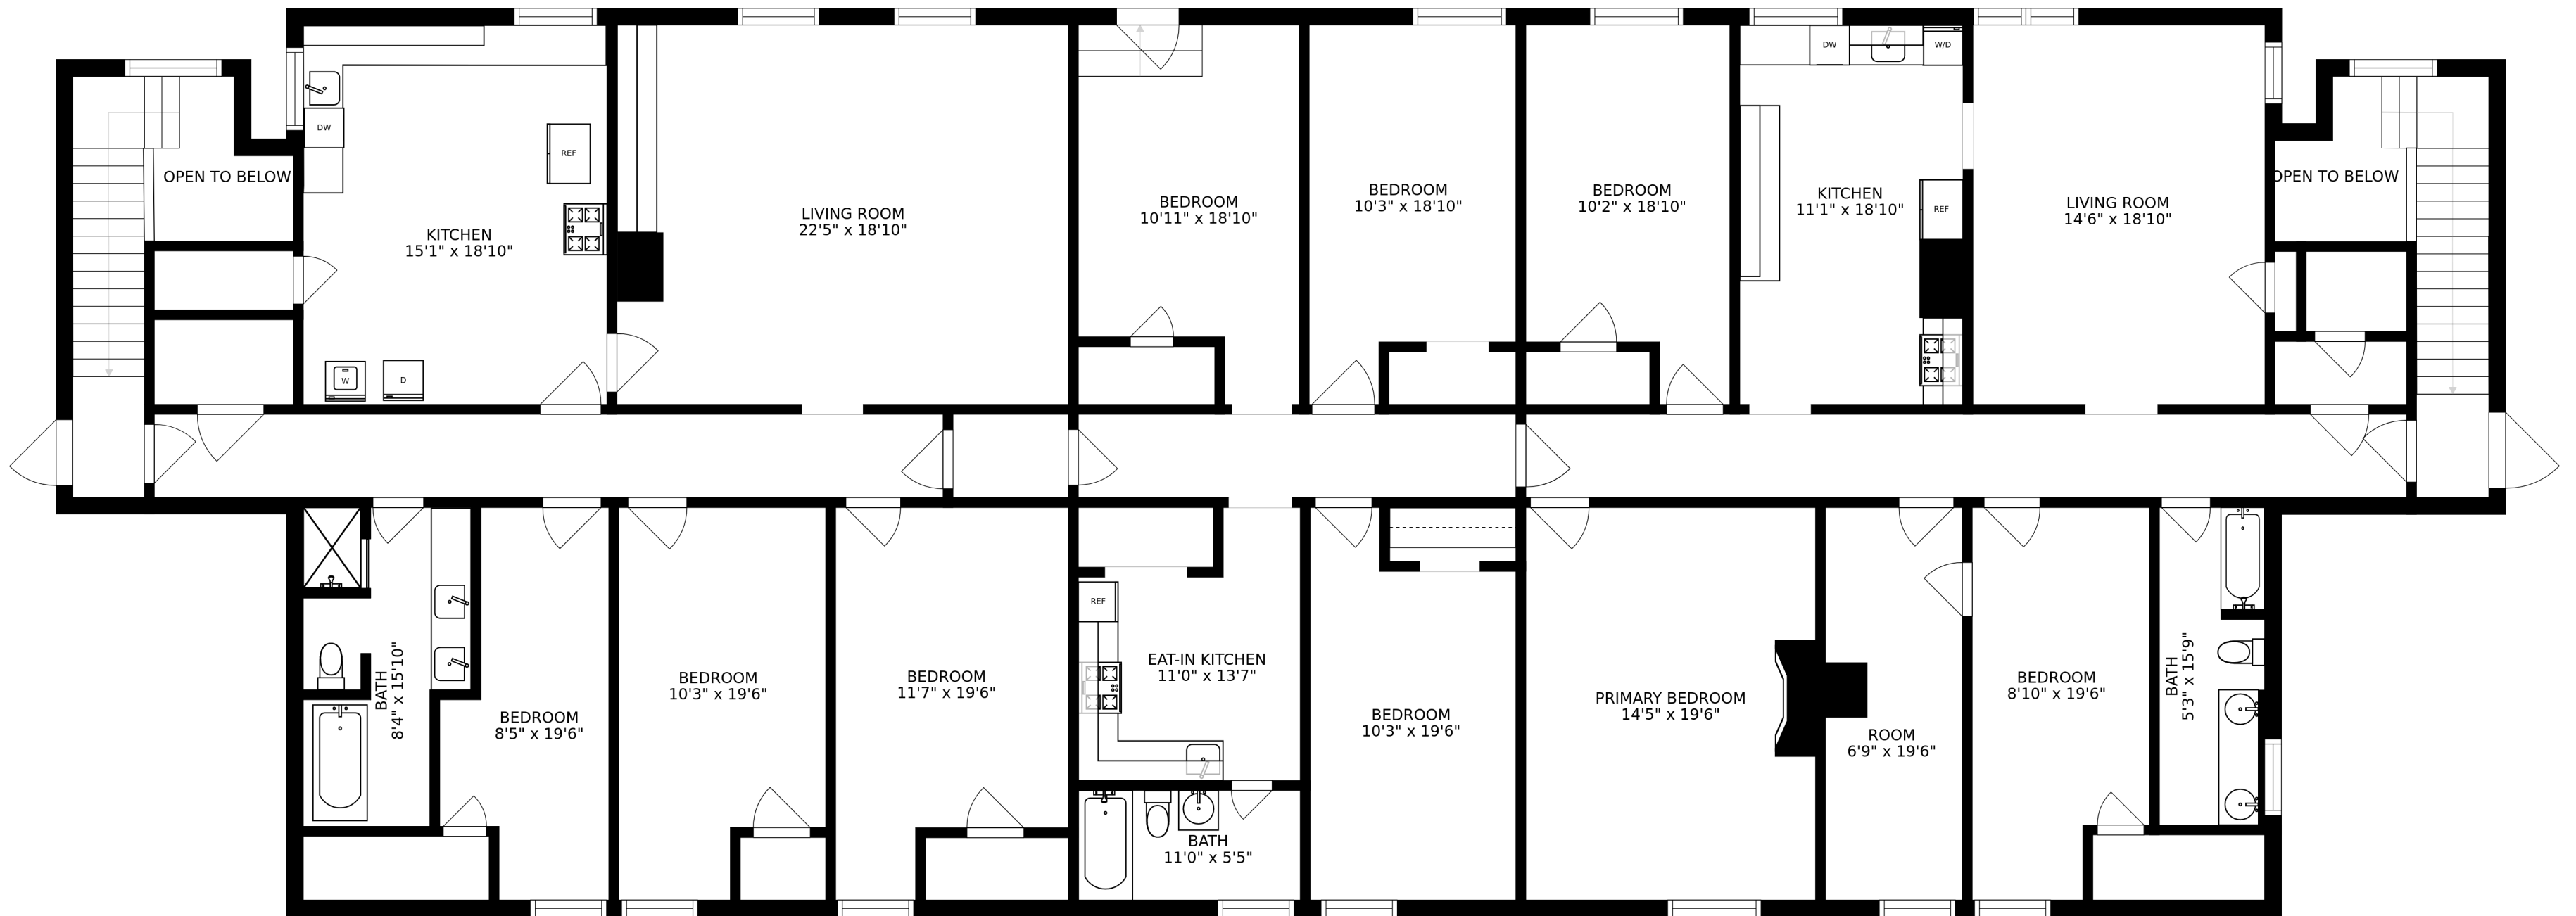 DW
W/D
DW
REF
OPEN TO BELOW
OPEN TO BELOW
BEDROOM
10'3" x 18'10"
BEDROOM
10'2" x 18'10"
KITCHEN
11'1" x 18'10"
REF
BEDROOM
10'11" x 18'10"
LIVING ROOM
14'6" x 18'10"
LIVING ROOM
22'5" x 18'10"
KITCHEN
15'1" x 18'10"
W
D
REF
EAT-IN KITCHEN
11'0" x 13'7"
BATH
8'4" x 15'10"
BEDROOM
8'5" x 19'6"
BEDROOM
10'3" x 19'6"
BEDROOM
11'7" x 19'6"
BEDROOM
10'3" x 19'6"
PRIMARY BEDROOM
14'5" x 19'6"
ROOM
6'9" x 19'6"
BEDROOM
8'10" x 19'6"
BATH
5'3" x 15'9"
BATH
11'0" x 5'5"